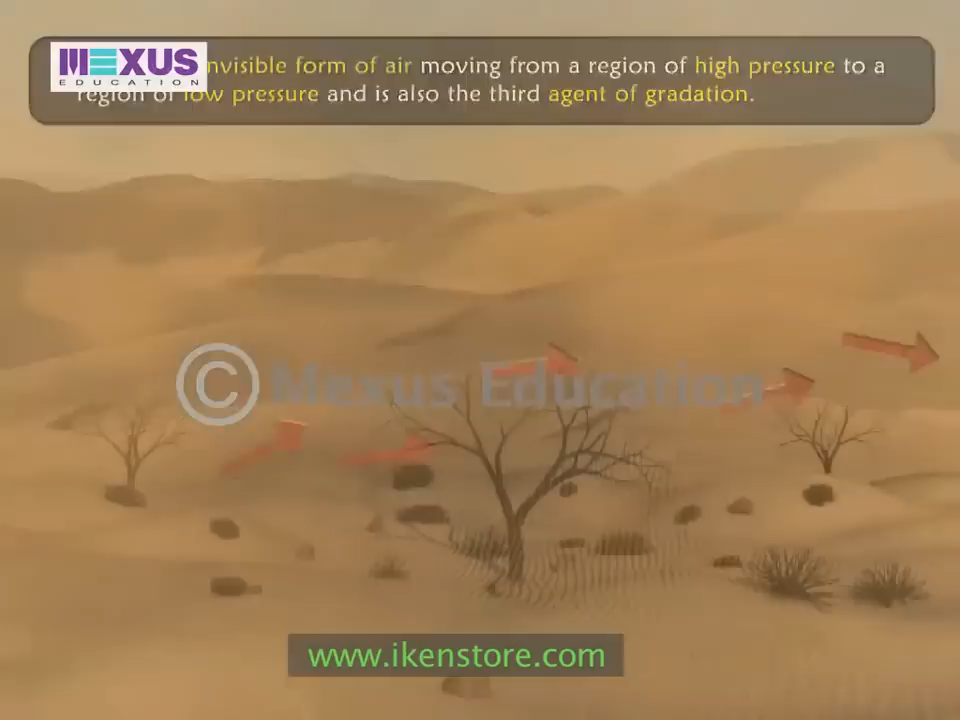 MEXUS
EDUCATION
nvisible form of air moving from a region of high pressure to a
region of low pressure and is also the third agent of gradation.
© Mexus Education
www.ikenstore.com